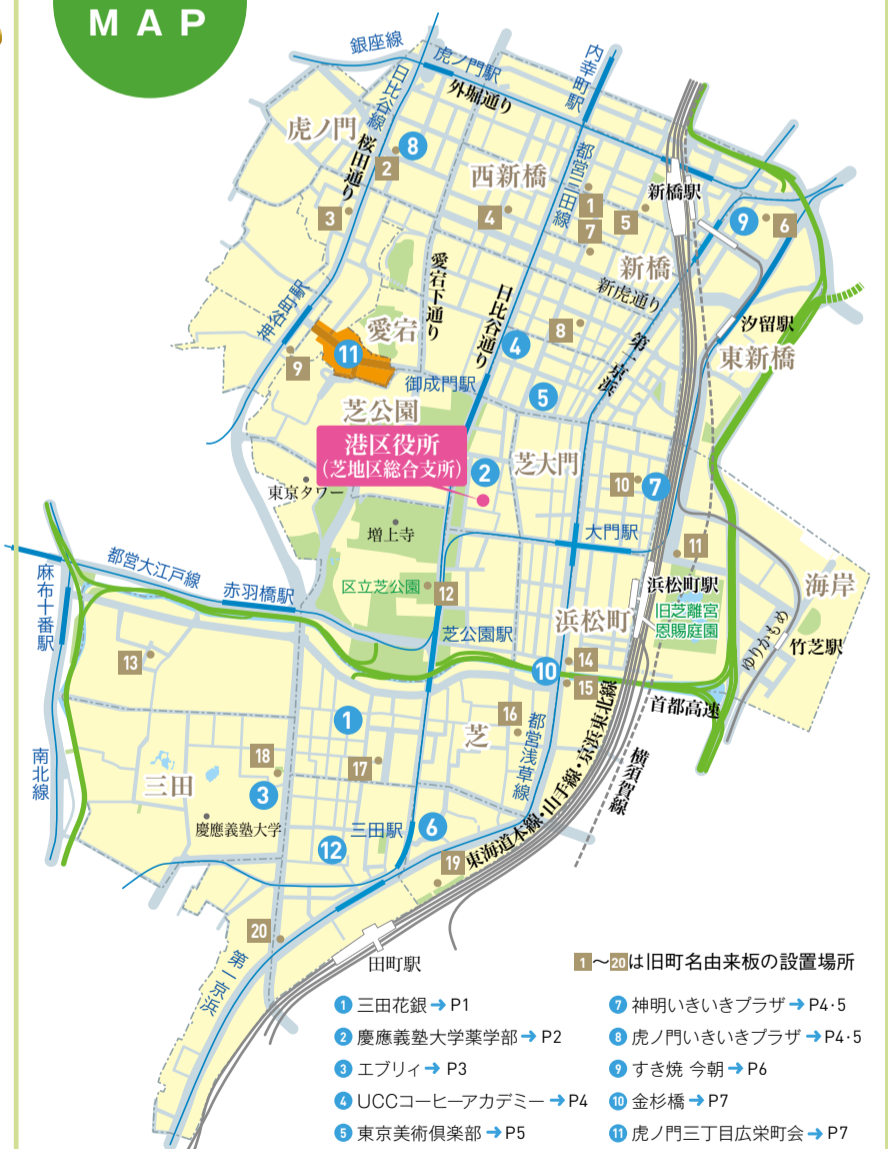 MAP
銀座線
虎ノ門駅
内幸町駅
日比谷線
外堀通り
虎ノ門
桜田通り
8
2
西新橋
都営三田線
新橋駅
3
4
1
5
9
6
7
愛宕下通り
新橋
新虎通り
神谷町駅
日比谷通り
汐留駅
8
第一京浜
愛宕
4
東新橋
11
9
御成門駅
5
芝公園
港区役所
(芝地区総合支所)
2
芝大門
10
7
東京タワー
増上寺
大門駅
11
都営大江戸線
麻布十番駅
赤羽橋駅
区立芝公園
12
浜松町駅
海岸
旧芝離宮
恩賜庭園
浜松町
ゆりかもめ
竹芝駅
芝公園駅
13
14
10
15
首都高速
1
16
芝
都営浅草線
南北線
18
17
三田
3
横須賀線
慶應義塾大学
三田駅
6
12
19
東海道本線・山手線・京浜東北線
20
第一京浜
田町駅
1〜20は旧町名由来板の設置場所
1 三田花銀→P1
2 慶應義塾大学薬学部→P2
3 エブリィ→P3
4 UCCコーヒーアカデミー→P4
5 東京美術倶楽部→P5
7 神明いきいきプラザ→P4·5
8 虎ノ門いきいきプラザ→P4·5
9 すき焼 今朝→P6
10 金杉橋→P7
11 虎ノ門三丁目広栄町会→P7